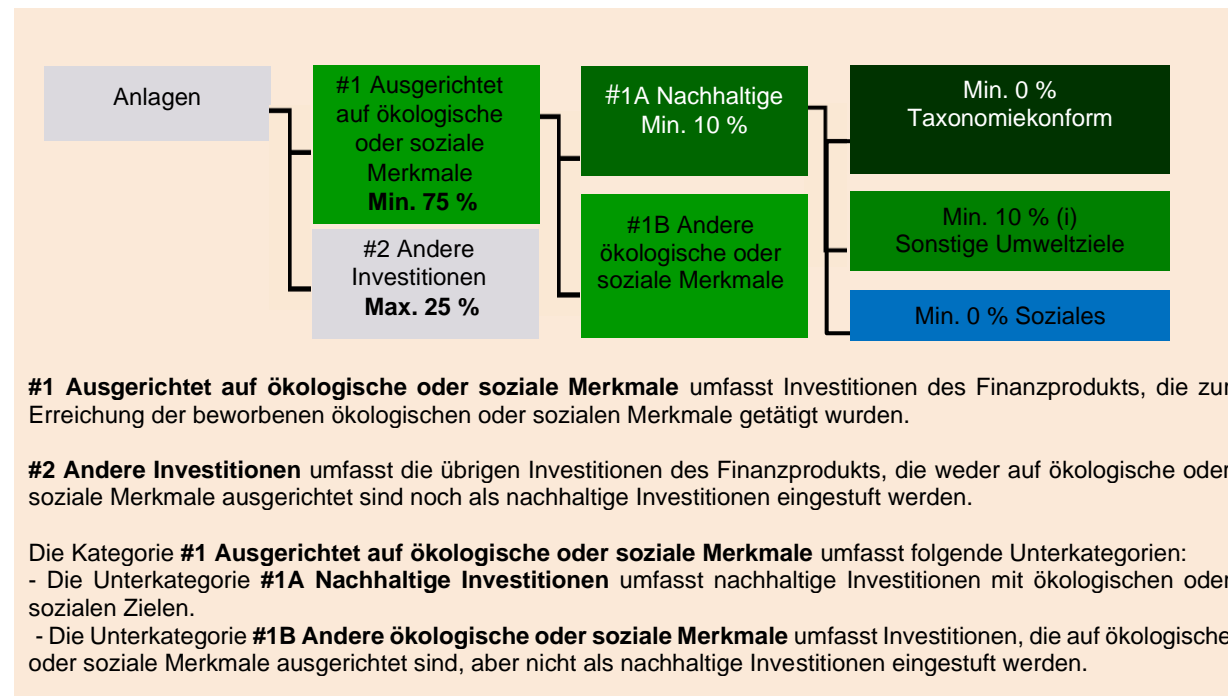 Anlagen
#1 Ausgerichtet
auf ökologische
oder soziale
Merkmale
Min. 75 %
#2 Andere
Investitionen
Max. 25 %
#1A Nachhaltige
Min. 10 %
#1B Andere
ökologische oder
soziale Merkmale
Min. 0 %
Taxonomiekonform
Min. 10 % (i)
Sonstige Umweltziele
Min. 0 % Soziales
#1 Ausgerichtet auf ökologische oder soziale Merkmale umfasst Investitionen des Finanzprodukts, die zur
Erreichung der beworbenen ökologischen oder sozialen Merkmale getätigt wurden.
#2 Andere Investitionen umfasst die übrigen Investitionen des Finanzprodukts, die weder auf ökologische oder
soziale Merkmale ausgerichtet sind noch als nachhaltige Investitionen eingestuft werden.
Die Kategorie #1 Ausgerichtet auf ökologische oder soziale Merkmale umfasst folgende Unterkategorien:
- Die Unterkategorie #1A Nachhaltige Investitionen umfasst nachhaltige Investitionen mit ökologischen oder
sozialen Zielen.
- Die Unterkategorie #1B Andere ökologische oder soziale Merkmale umfasst Investitionen, die auf ökologische
oder soziale Merkmale ausgerichtet sind, aber nicht als nachhaltige Investitionen eingestuft werden.